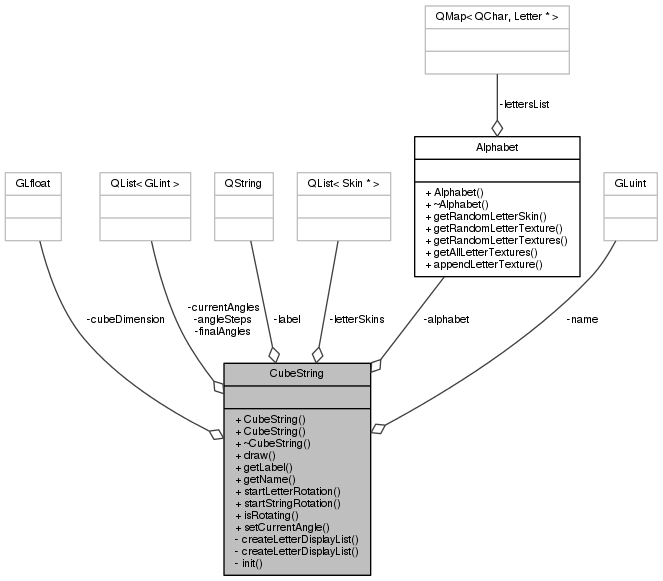 QMap< QChar, Letter * >
-lettersList
Alphabet
+ Alphabet()
+ ~Alphabet()
+ getRandomLetterSkin()
+ getRandomLetterTexture()
+ getRandomLetterTextures()
+ getAllLetterTextures()
+ appendLetterTexture()
GLfloat
QList< GLint >
QString
QList< Skin * >
GLuint
-cubeDimension
-currentAngles
-angleSteps
-finalAngles
-label
-letterSkins
-alphabet
-name
CubeString
+ CubeString()
+ CubeString()
+ ~CubeString()
+ draw()
+ getLabel()
+ getName()
+ startLetterRotation()
+ startStringRotation()
+ isRotating()
+ setCurrentAngle()
- createLetterDisplayList()
- createLetterDisplayList()
- init()